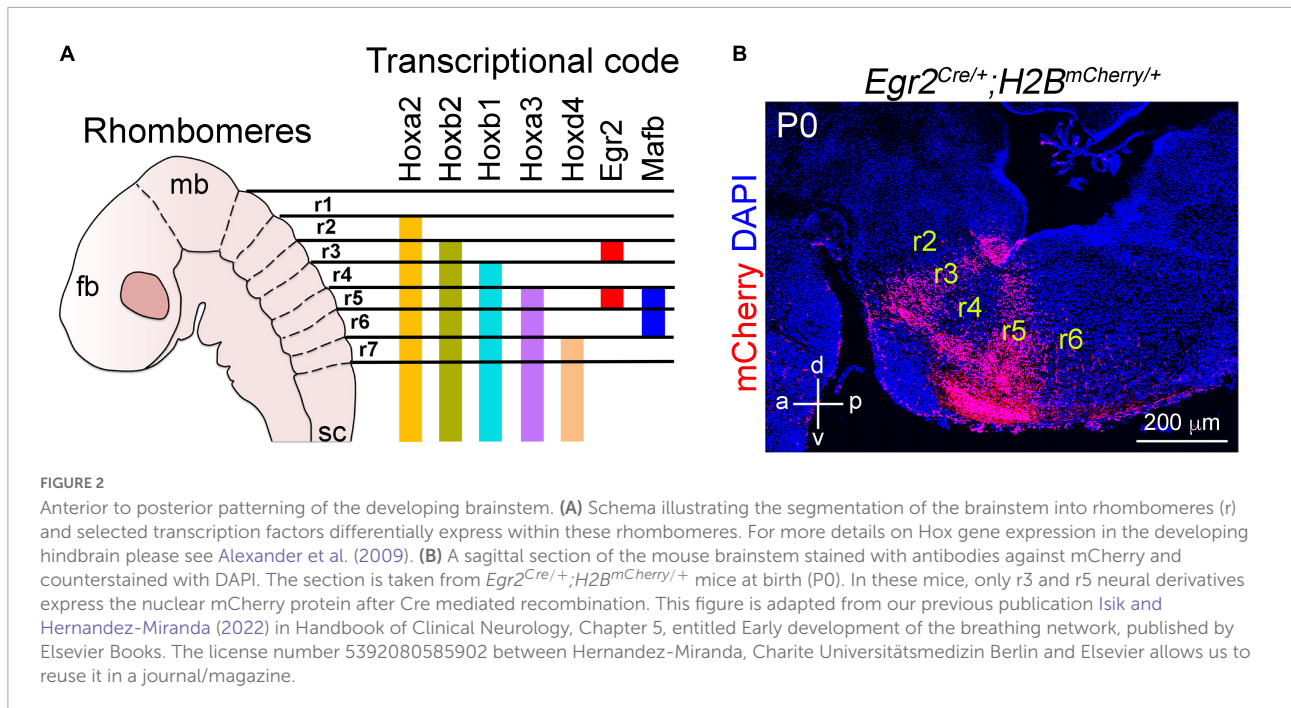 A
Transcriptional code
Rhombomeres
Hoxa2
Hoxb2
Hoxb1
Hoxa3
Hoxd4
Egr2
Mafb
mb
fb
sc
r1
r2
r3
r4
r5
r6
r7
B
Egr2Cre/+;H2BmCherry/+
P0
mCherry DAPI
r2
r3
r4
r5
r6
d
a
p
v
200 µm
FIGURE 2
Anterior to posterior patterning of the developing brainstem. (A) Schema illustrating the segmentation of the brainstem into rhombomeres (r)
and selected transcription factors differentially express within these rhombomeres. For more details on Hox gene expression in the developing
hindbrain please see Alexander et al. (2009). (B) A sagittal section of the mouse brainstem stained with antibodies against mCherry and
counterstained with DAPI. The section is taken from Egr2Cre/+;H2BmCherry/+ mice at birth (P0). In these mice, only r3 and r5 neural derivatives
express the nuclear mCherry protein after Cre mediated recombination. This figure is adapted from our previous publication Isik and
Hernandez-Miranda (2022) in Handbook of Clinical Neurology, Chapter 5, entitled Early development of the breathing network, published by
Elsevier Books. The license number 5392080585902 between Hernandez-Miranda, Charite Universitätsmedizin Berlin and Elsevier allows us to
reuse it in a journal/magazine.